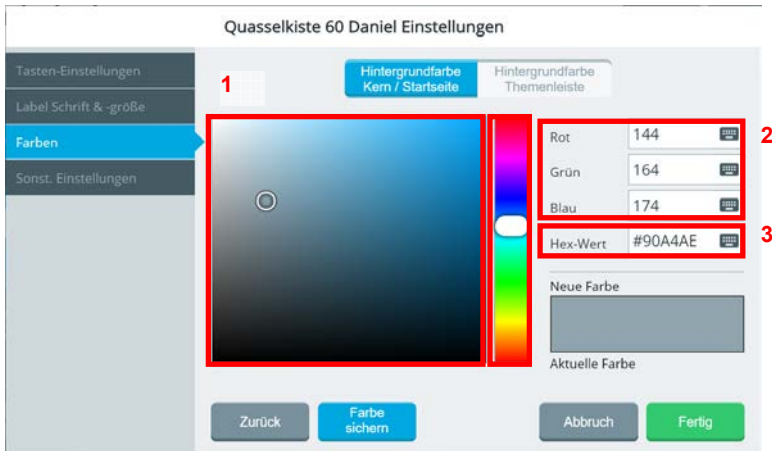 Quasselkiste 60 Daniel Einstellungen
Tasten-Einstellungen
Label Schrift & -größe
Farben
Sonst. Einstellungen
1
Hintergrundfarbe
Kern / Startseite
Hintergrundfarbe
Themenleiste
Rot 144
2
Grün 164
Blau 174
Hex-Wert #90A4AE
3
Neue Farbe
Aktuelle Farbe
Zurück
Farbe
sichern
Abbruch
Fertig